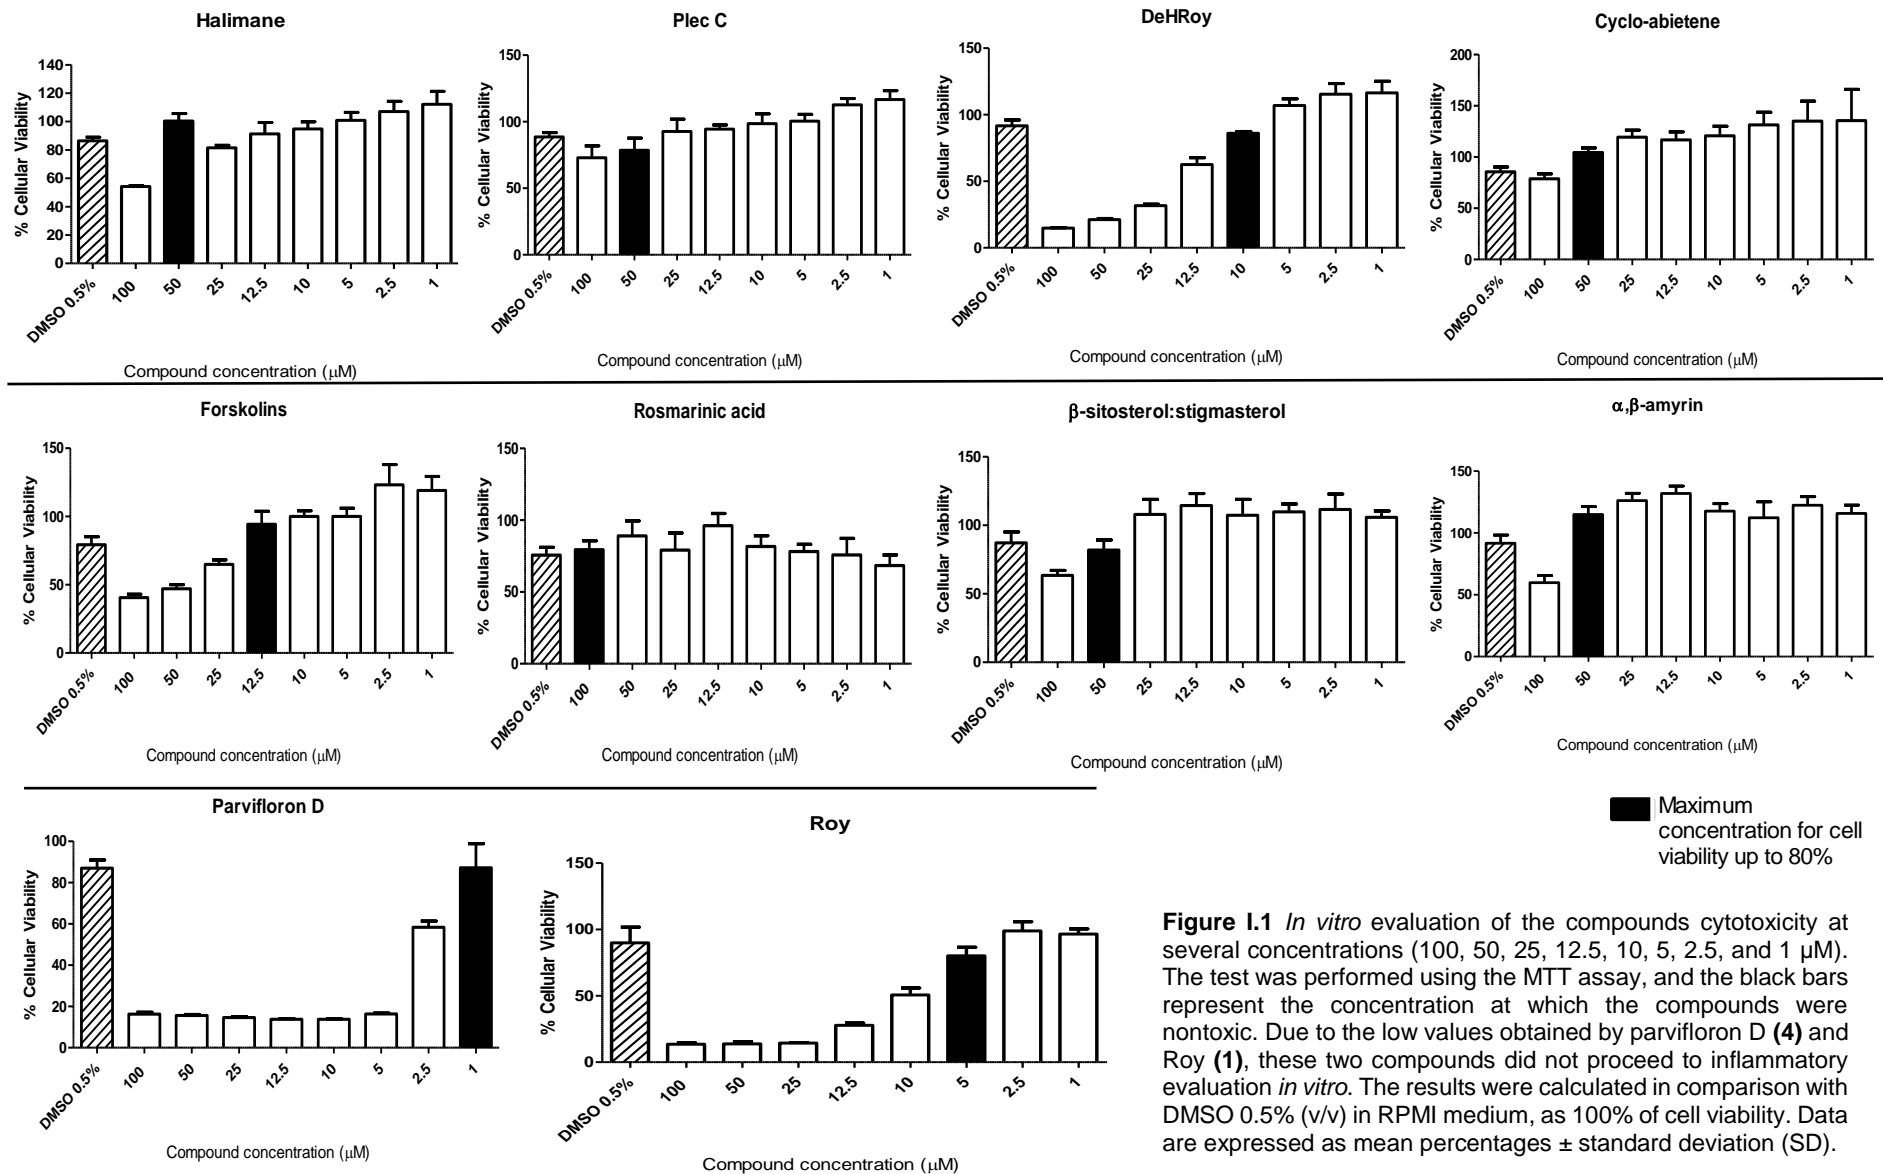 Halimane
% Cellular Viability
140
120
100
80
60
40
20
0
DMSO 0.5%
100
50
25
12.5
10
5
2.5
1
Compound concentration (μM)
Plec C
% Cellular Viability
150
100
50
0
DMSO 0.5%
100
50
25
12.5
10
5
2.5
1
Compound concentration (μM)
DeHRoy
% Cellular Viability
150
100
50
0
DMSO 0.5%
100
50
25
12.5
10
5
2.5
1
Compound concentration (μM)
Cyclo-abietene
% Cellular Viability
200
150
100
50
0
DMSO 0.5%
100
50
25
12.5
10
5
2.5
1
Compound concentration (μM)
Forskolins
% Cellular Viability
150
100
50
0
DMSO 0.5%
100
50
25
12.5
10
5
2.5
1
Compound concentration (μM)
Rosmarinic acid
% Cellular Viability
150
100
50
0
DMSO 0.5%
100
50
25
12.5
10
5
2.5
1
Compound concentration (μM)
β-sitosterol:stigmasterol
% Cellular Viability
150
100
50
0
DMSO 0.5%
100
50
25
12.5
10
5
2.5
1
Compound concentration (μM)
α,β-amyrin
% Cellular Viability
150
100
50
0
DMSO 0.5%
100
50
25
12.5
10
5
2.5
1
Compound concentration (μM)
Parvifloron D
% Cellular Viability
100
80
60
40
20
0
DMSO 0.5%
100
50
25
12.5
10
5
2.5
1
Compound concentration (μM)
Roy
% Cellular Viability
150
100
50
0
DMSO 0.5%
100
50
25
12.5
10
5
2.5
1
Compound concentration (μM)
Maximum
concentration for cell
viability up to 80%
Figure I.1 In vitro evaluation of the compounds cytotoxicity at
several concentrations (100, 50, 25, 12.5, 10, 5, 2.5, and 1 µM).
The test was performed using the MTT assay, and the black bars
represent the concentration at which the compounds were
nontoxic. Due to the low values obtained by parvifloron D (4) and
Roy (1), these two compounds did not proceed to inflammatory
evaluation in vitro. The results were calculated in comparison with
DMSO 0.5% (v/v) in RPMI medium, as 100% of cell viability. Data
are expressed as mean percentages ± standard deviation (SD).